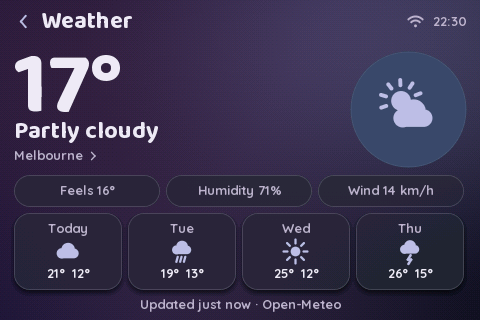 Weather
22:30
17°
Partly cloudy
Melbourne
Feels 16°
Humidity 71%
Wind 14 km/h
Today
Tue
Wed
Thu
21° 12°
19° 13°
25° 12°
26° 15°
Updated just now · Open-Meteo